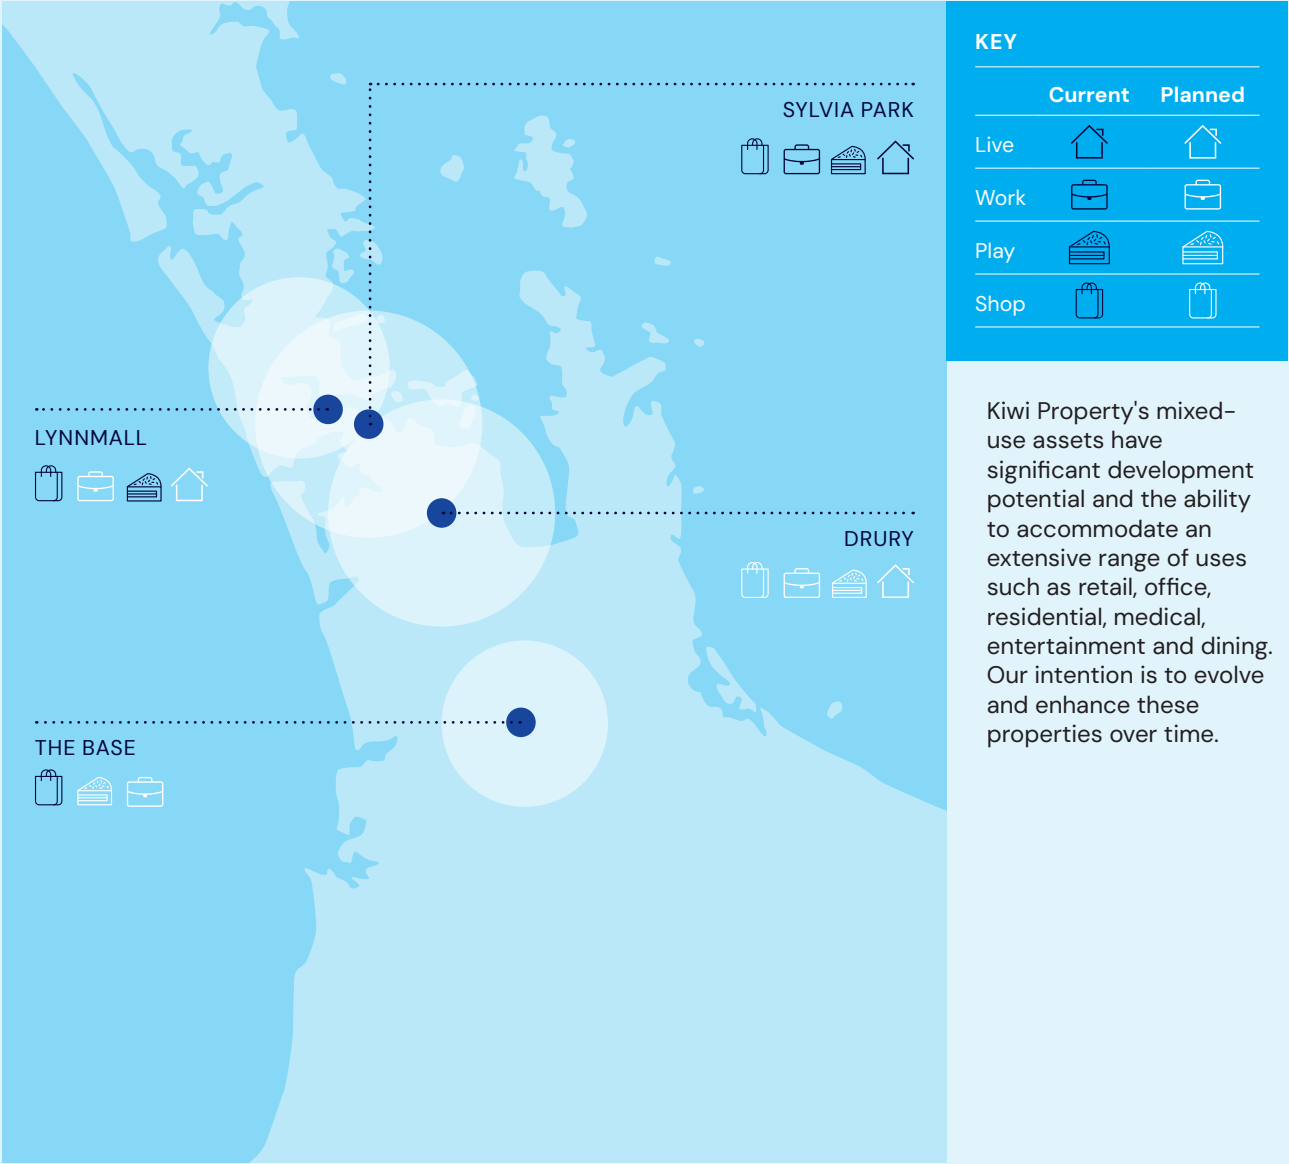 SYLVIA PARK
LYNNMALL
DRURY
THE BASE
KEY
Current Planned
Live
Work
Play
Shop
Kiwi Property's mixed-
use assets have
significant development
potential and the ability
to accommodate an
extensive range of uses
such as retail, office,
residential, medical,
entertainment and dining.
Our intention is to evolve
and enhance these
properties over time.